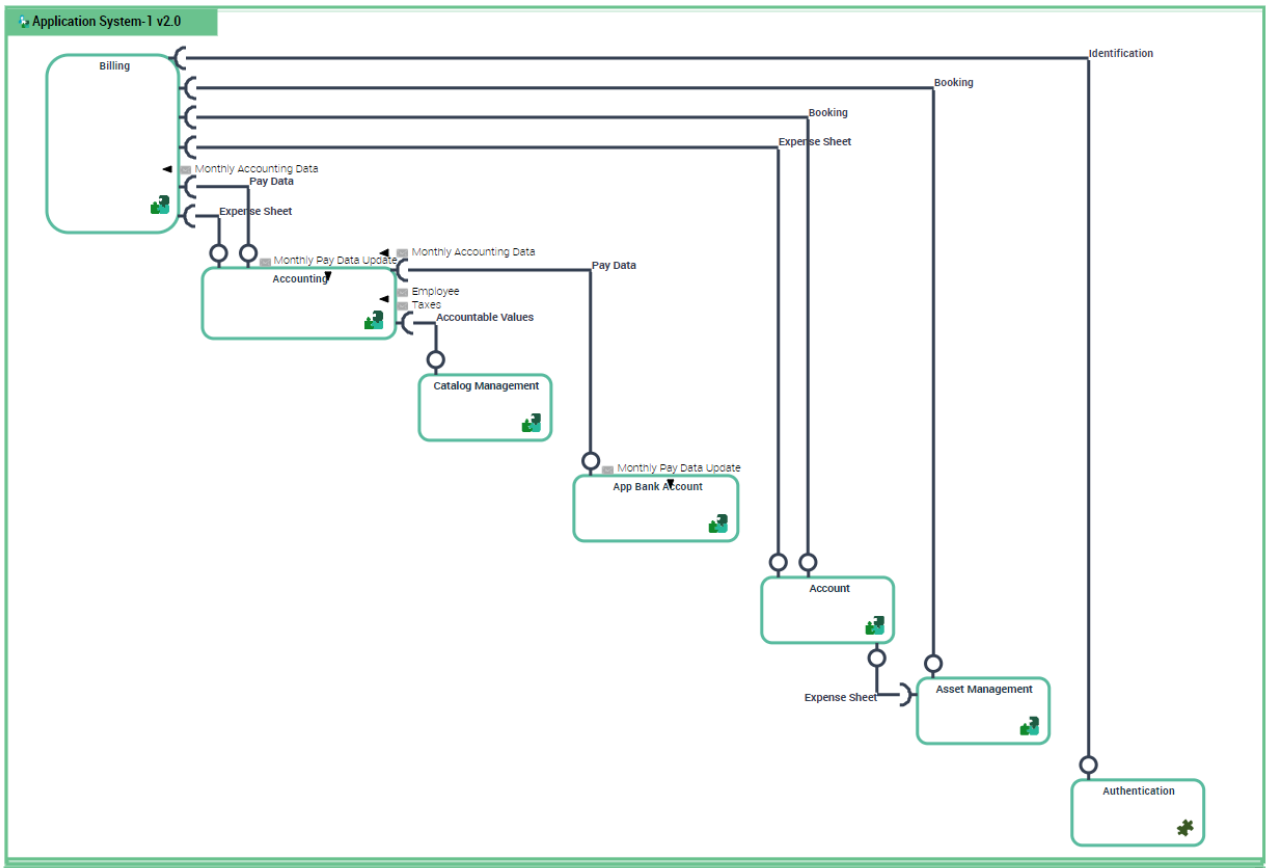 Application System-1 v2.0
Identification
Billing
Booking
Booking
Expense Sheet
Monthly Accounting Data
Pay Data
Expense Sheet
Monthly Accounting Data
Monthly Pay Data Update
Pay Data
Accounting
Employee
Taxes
Accountable Values
Catalog Management
Monthly Pay Data Update
App Bank Account
Account
Asset Management
Expense Sheet
Authentication